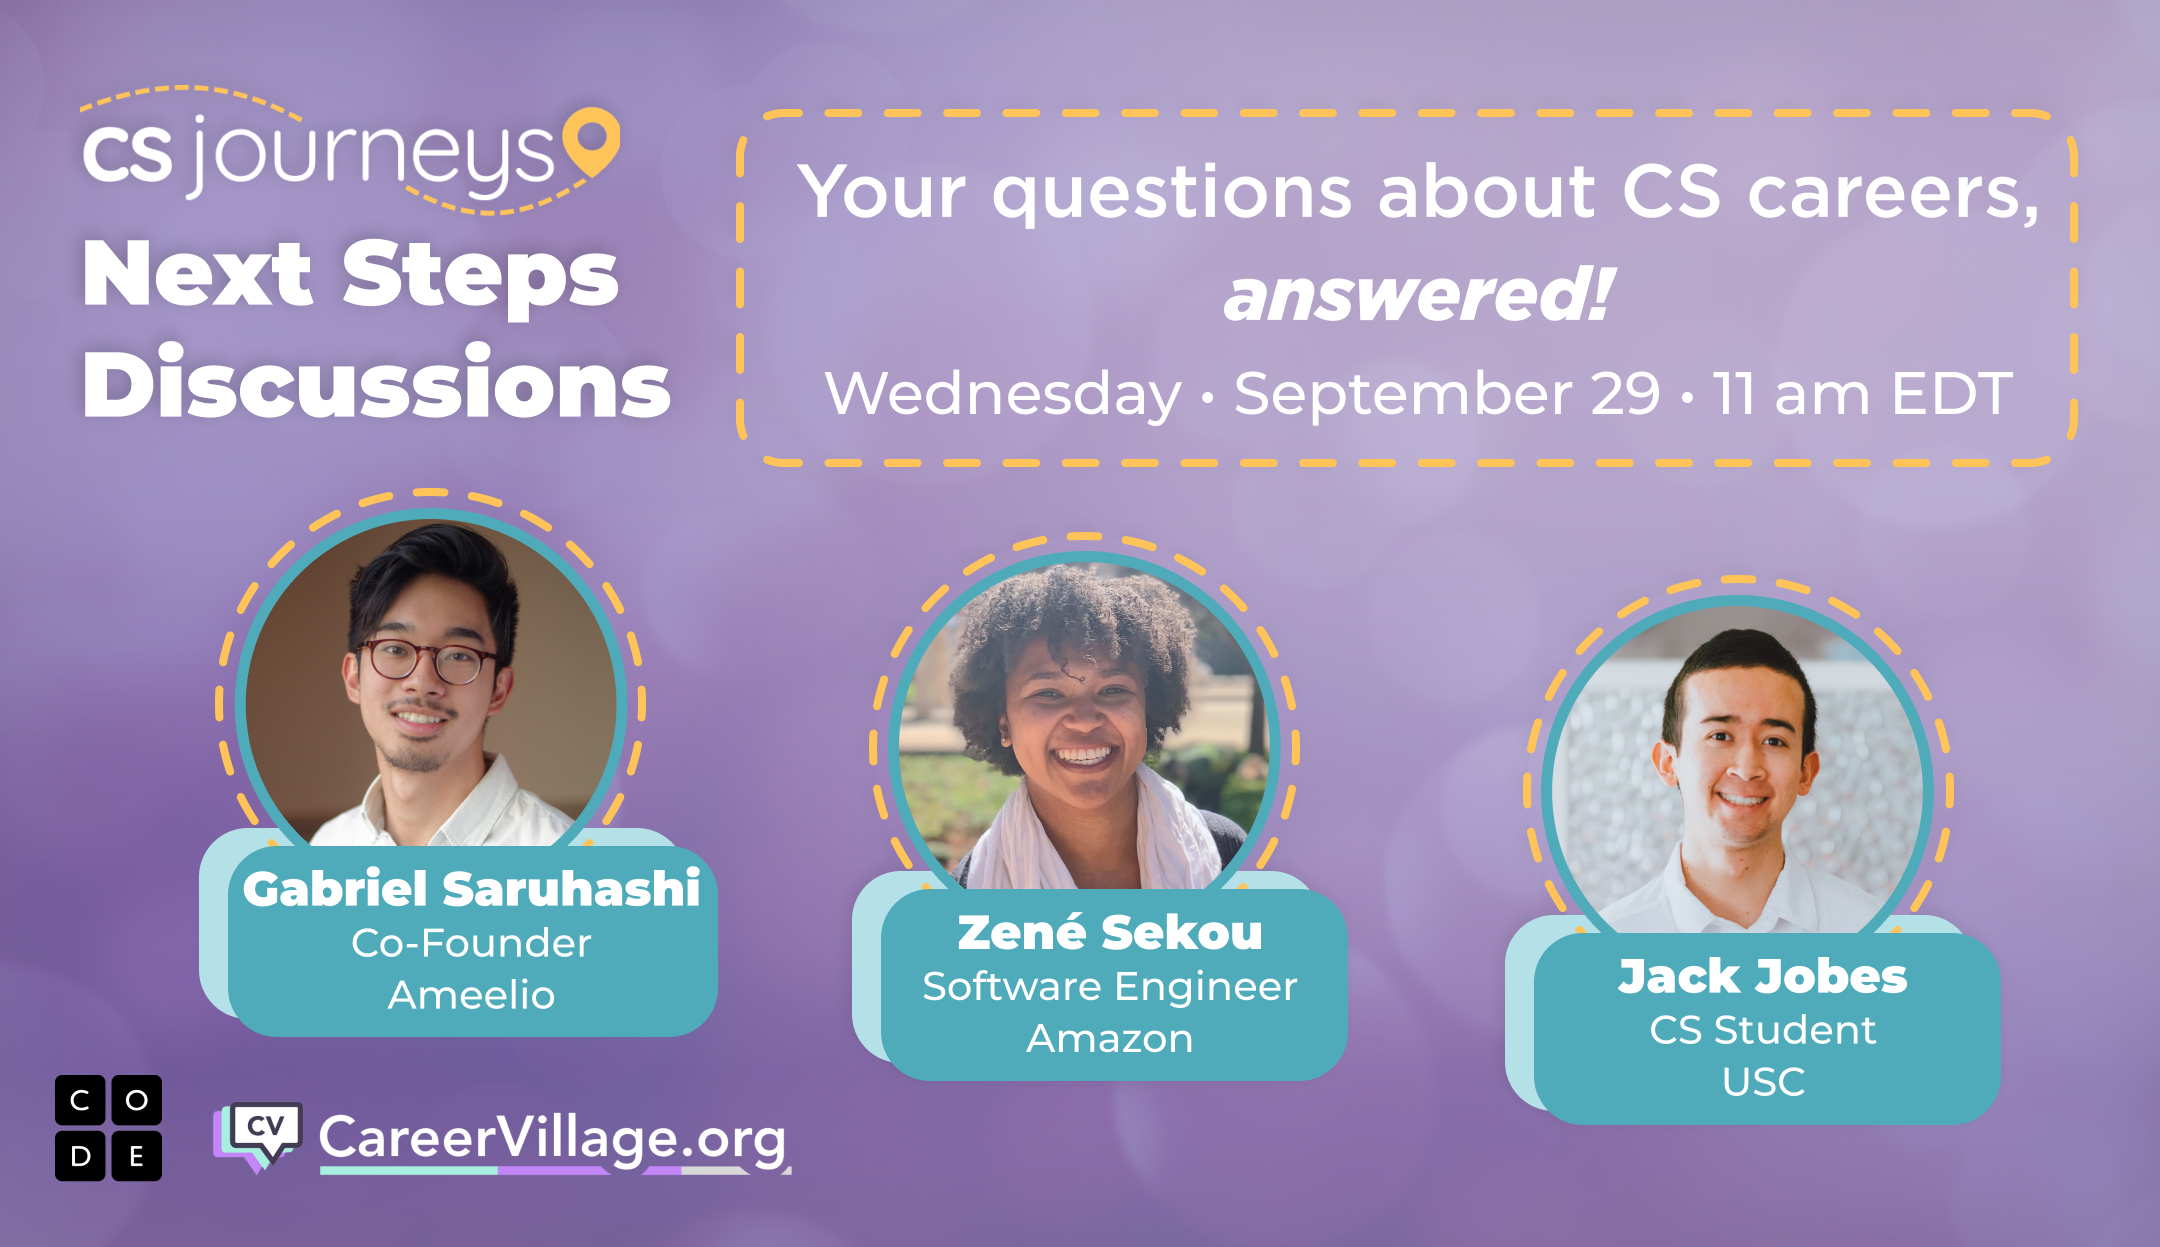 CS journeys
Next Steps
Discussions
Your questions about CS careers,
answered!
Wednesday • September 29 • 11 am EDT
Gabriel Saruhashi
Co-Founder
Ameelio
Zené Sekou
Software Engineer
Amazon
Jack Jobes
CS Student
USC
C O
D E
CV
CareerVillage.org